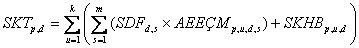 $SKT_{p,d} = \sum_{u=1}^{k} \left( \sum_{s=1}^{m} (SDF_{d,s} \times AEEÇM_{p,u,d,s}) + SKHB_{p,u,d} \right)$